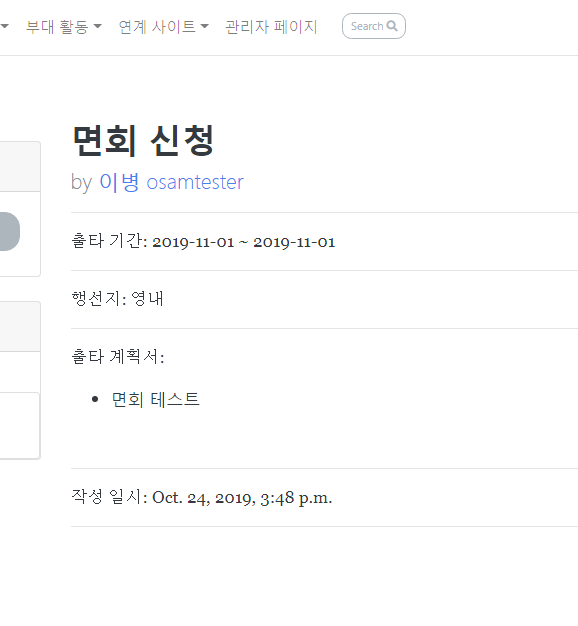 부대 활동 연계 사이트 관리자 페이지 Search
면회 신청
by 이병 osamtester
출타 기간: 2019-11-01 ~ 2019-11-01
행선지: 영내
출타 계획서:
• 면회 테스트
작성 일시: Oct. 24, 2019, 3:48 p.m.